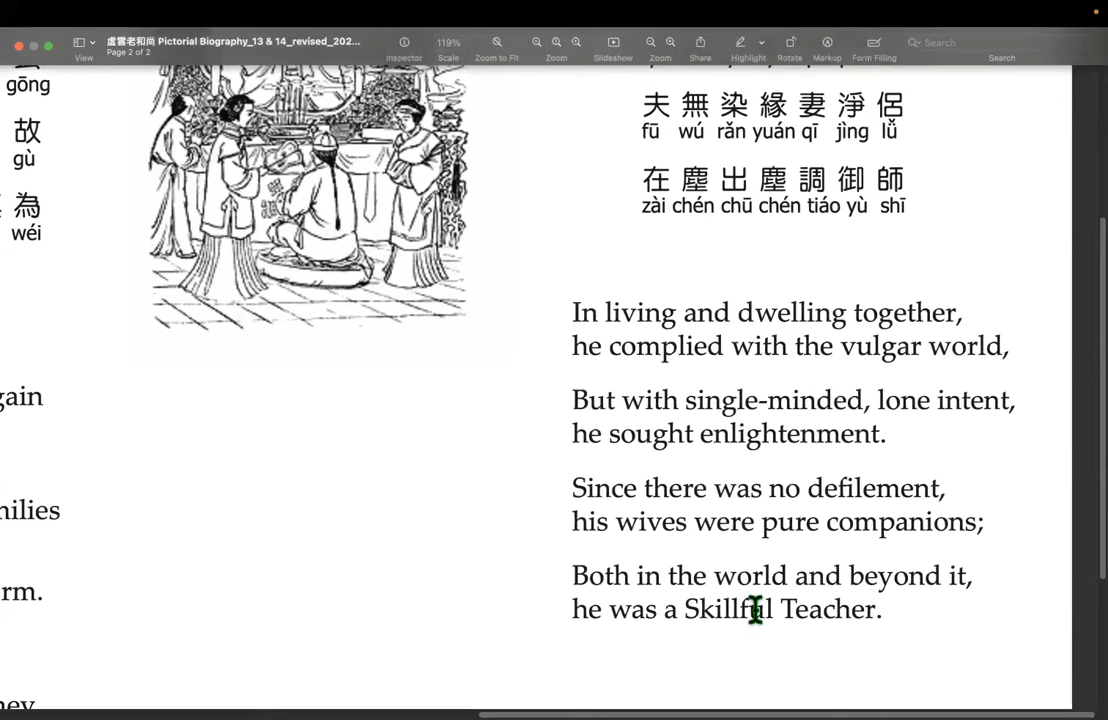 虛雲老和尚 Pictorial Biography_13 & 14_revised_202...
View
Inspector
119%
Scale
Zoom to Fit
Zoom
Slideshow
Zoom
Share
Highlight
Rotate
Markup
Form Filling
Search
Search
gōng
故
gù
為
wéi
夫無染緣妻淨侶
fū wú rǎn yuán qī jìng lǚ
在塵出塵調御師
zài chén chū chén tiáo yù shī
In living and dwelling together,
he complied with the vulgar world,
But with single-minded, lone intent,
he sought enlightenment.
Since there was no defilement,
his wives were pure companions;
Both in the world and beyond it,
he was a Skillful Teacher.
gain
nilies
rm.